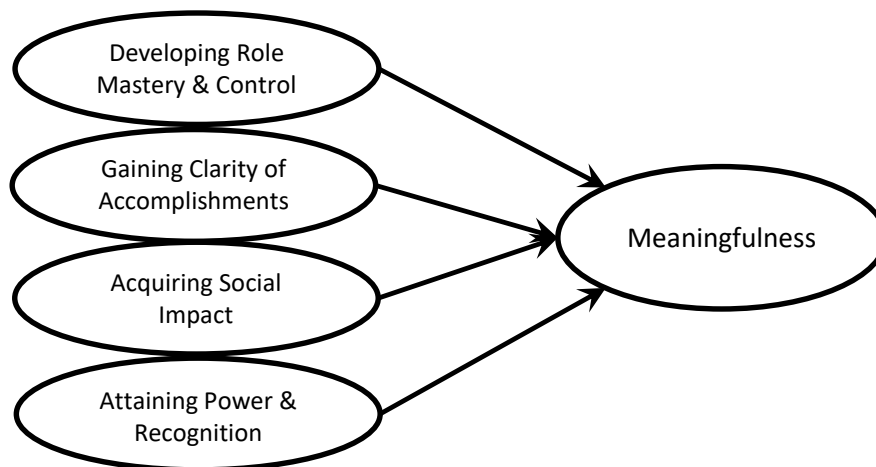 Developing Role
Mastery & Control
Gaining Clarity of
Accomplishments
Acquiring Social
Impact
Attaining Power &
Recognition
Meaningfulness